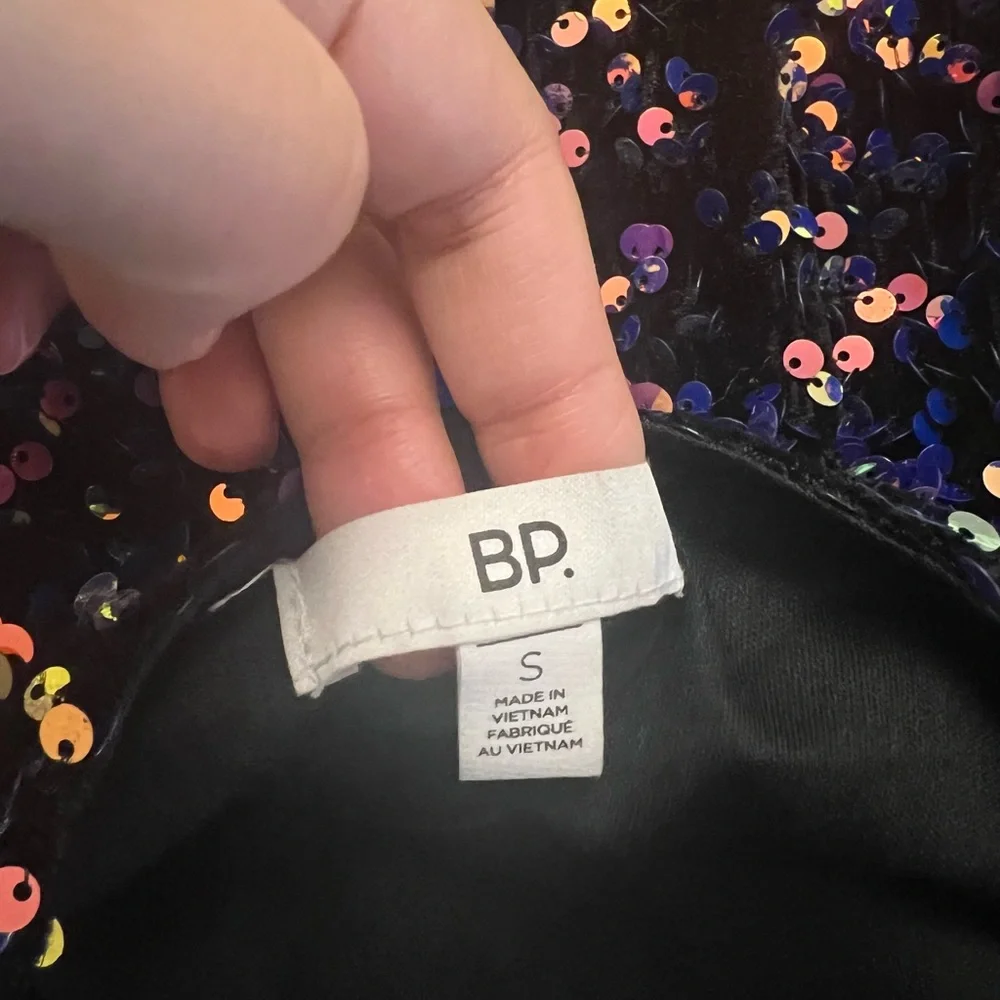 BP.
S
MADE IN
VIETNAM
FABRIQUÉ
AU VIETNAM